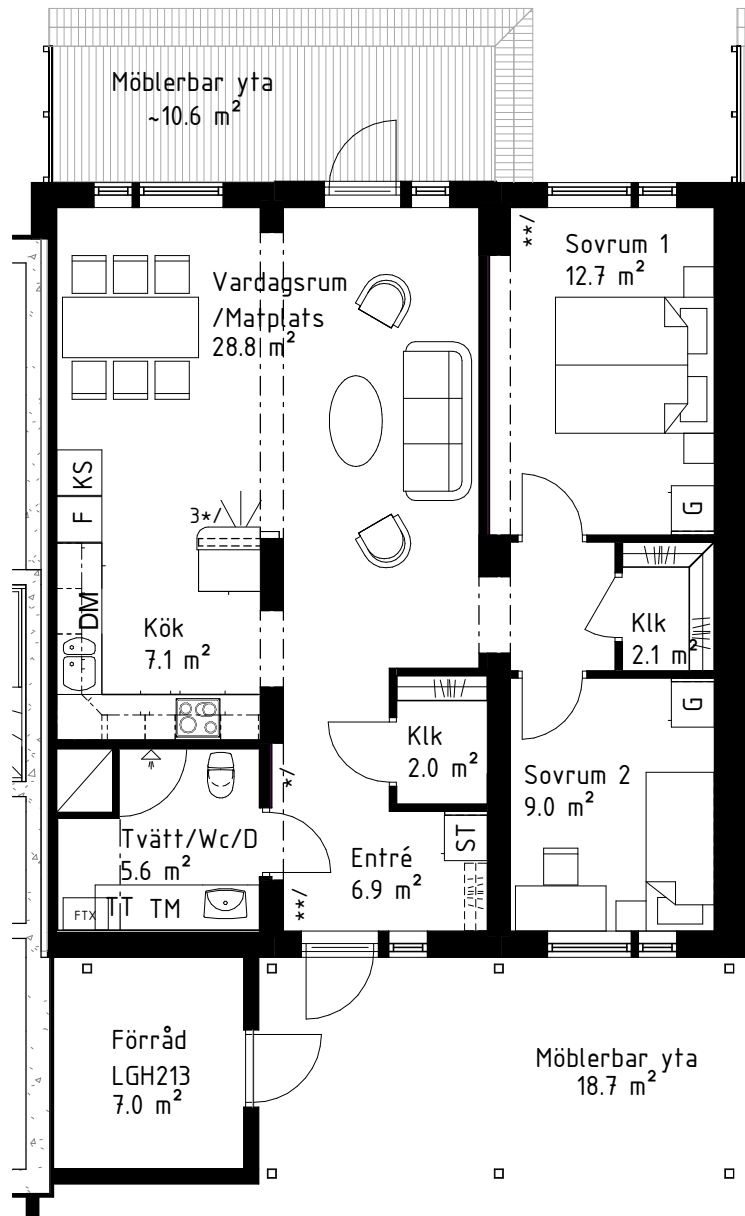 Möblerbar yta
~10.6 m²
**/
Sovrum 1
12.7 m²
Vardagsrum
/Matplats
28.8 m²
KS
F
3*/
G
DM
Kök
7.1 m²
Klk
2.1 m²
G
Klk
2.0 m²
Sovrum 2
9.0 m²
*/
Tvätt/Wc/D
5.6 m²
ST
Entré
6.9 m²
FTX
TT TM
**/
Förråd
LGH213
7.0 m²
Möblerbar yta
18.7 m²